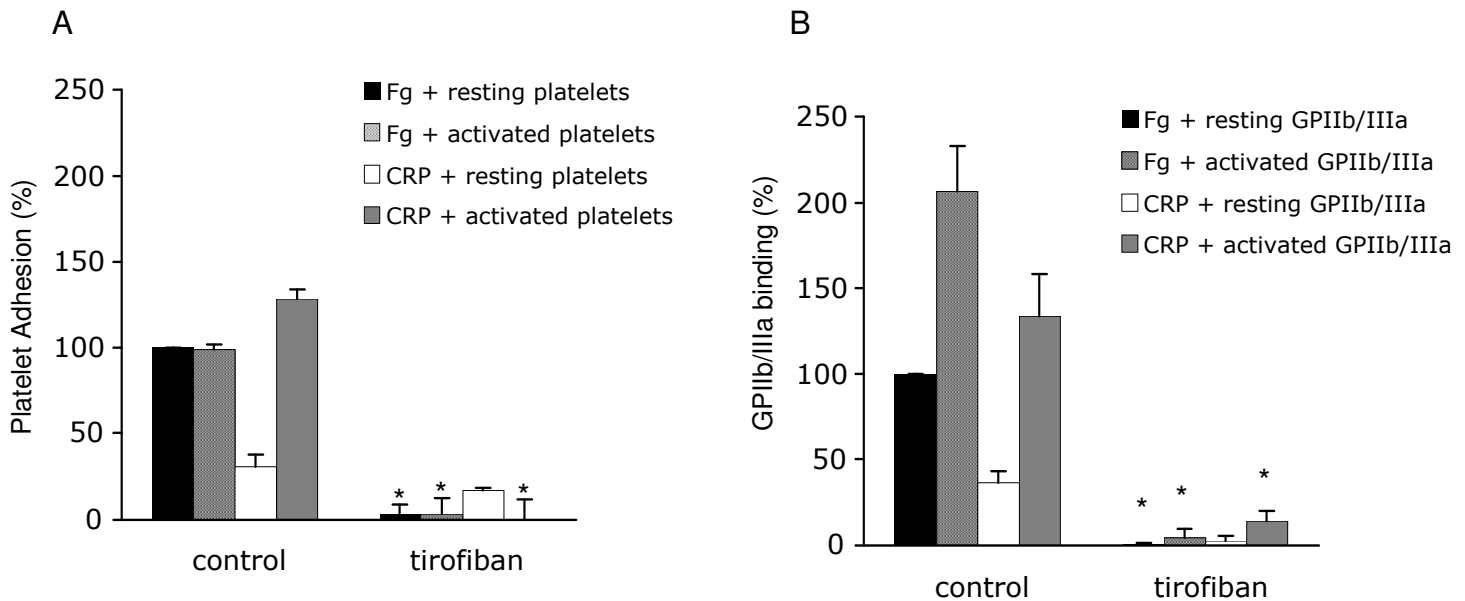 A
Platelet Adhesion (%)
250
200
150
100
50
0
Fg + resting platelets
Fg + activated platelets
CRP + resting platelets
CRP + activated platelets
* * *
control tirofiban
B
GPIIb/IIIa binding (%)
250
200
150
100
50
0
Fg + resting GPIIb/IIIa
Fg + activated GPIIb/IIIa
CRP + resting GPIIb/IIIa
CRP + activated GPIIb/IIIa
* * *
control tirofiban